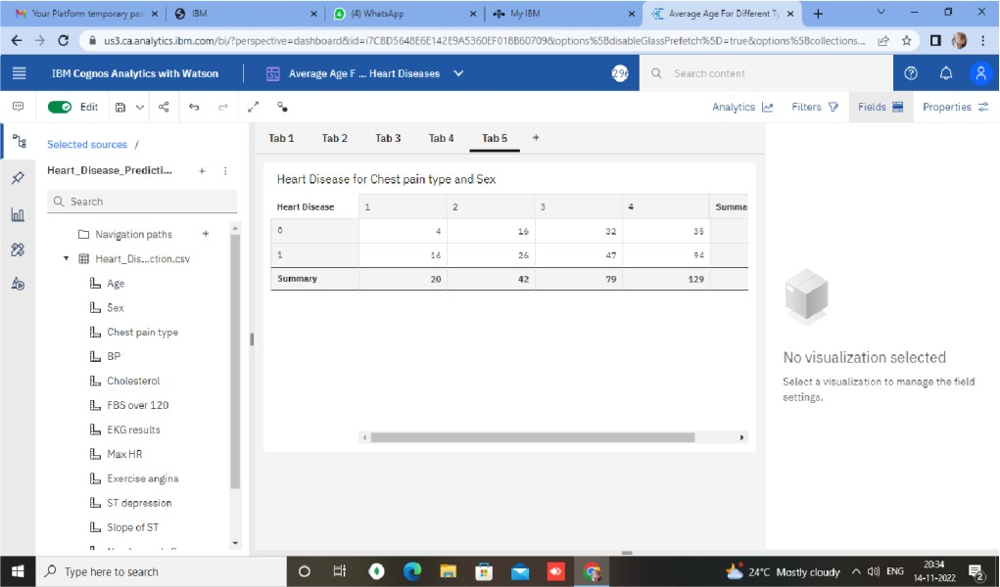 Your Platform temporary pas
IBM
(4) WhatsApp
My IBM
Average Age For Different Ty
us3.ca.analytics.ibm.com/bi/?perspective=dashboard&id=i7CBD5648E6E142E9A5360EF018B60709&options%5BdisableGlassPrefetch%5D=true&options%5Bcollections...
IBM Cognos Analytics with Watson
Average Age F ... Heart Diseases
296
Search content
Edit
Analytics
Filters
Fields
Properties
Selected sources /
Tab 1 Tab 2 Tab 3 Tab 4 Tab 5 +
Heart_Disease_Predicti...
Search
Navigation paths
Heart_Dis...ction.csv
Age
Sex
Chest pain type
BP
Cholesterol
FBS over 120
EKG results
Max HR
Exercise angina
ST depression
Slope of ST
Heart Disease for Chest pain type and Sex
Heart Disease 1 2 3 4 Summa
0 4 16 32 35
1 16 26 47 94
Summary 20 42 79 129
No visualization selected
Select a visualization to manage the field
settings.
Type here to search
24°C Mostly cloudy
ENG
20:34
14-11-2022
2